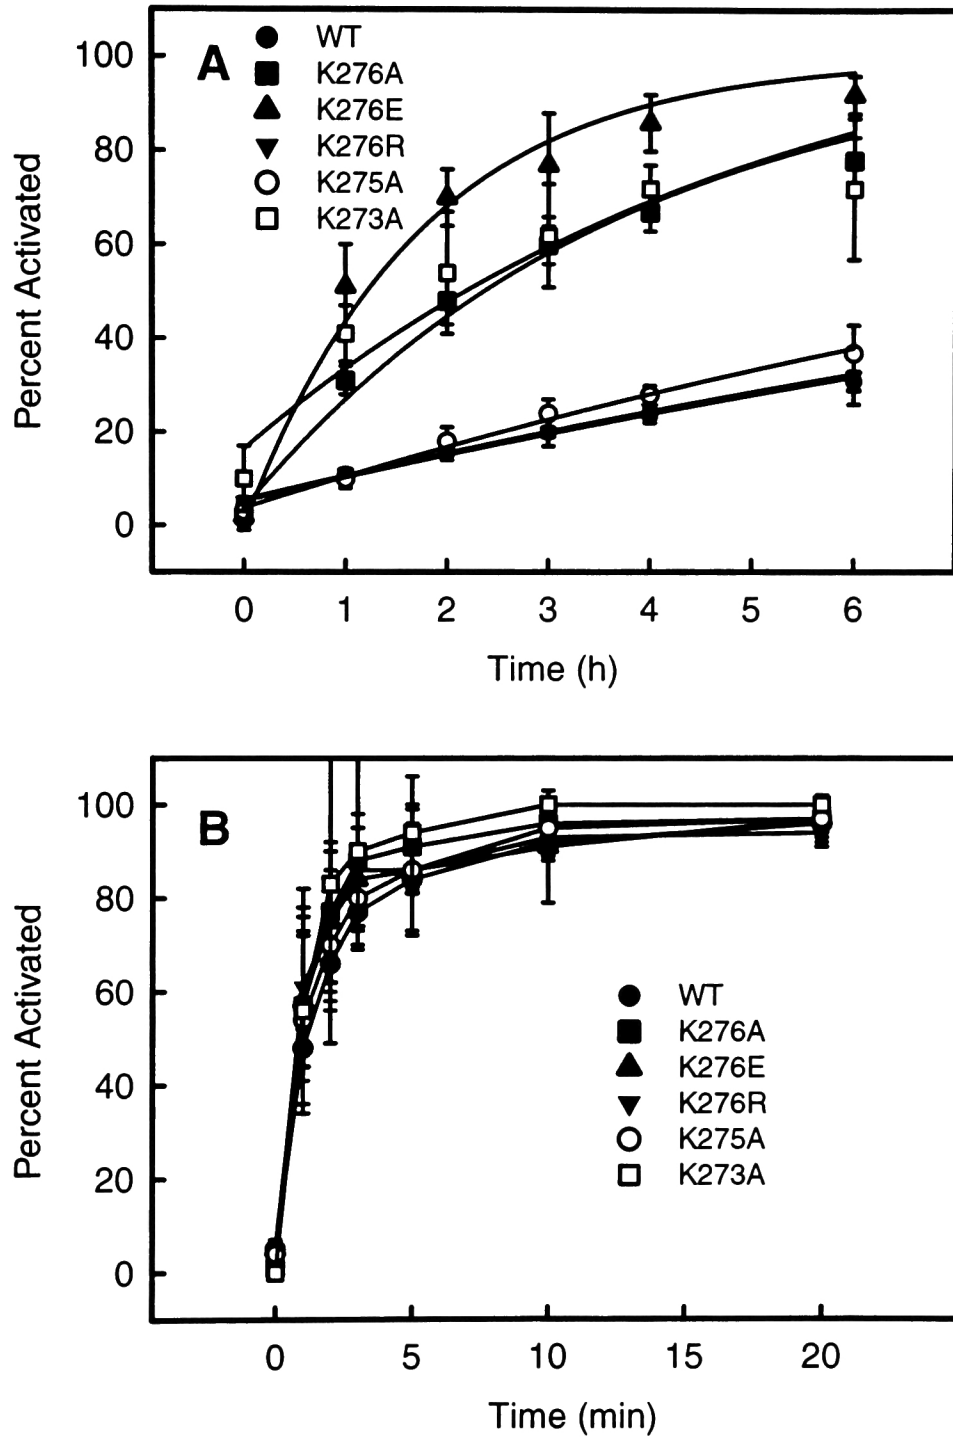 A
WT
K276A
K276E
K276R
K275A
K273A
100
80
60
40
20
0
Percent Activated
0 1 2 3 4 6
Time (h)
B
100
80
60
40
20
0
Percent Activated
WT
K276A
K276E
K276R
K275A
K273A
0 5 10 15 20
Time (min)